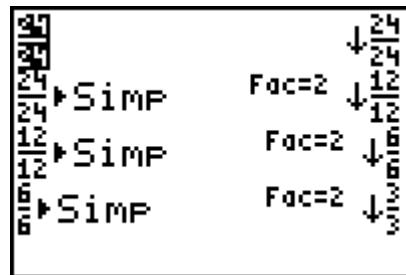 24/24 ↓24/24
24/24▸Simp Fac=2 ↓12/12
12/12▸Simp Fac=2 ↓6/6
6/6▸Simp Fac=2 ↓3/3